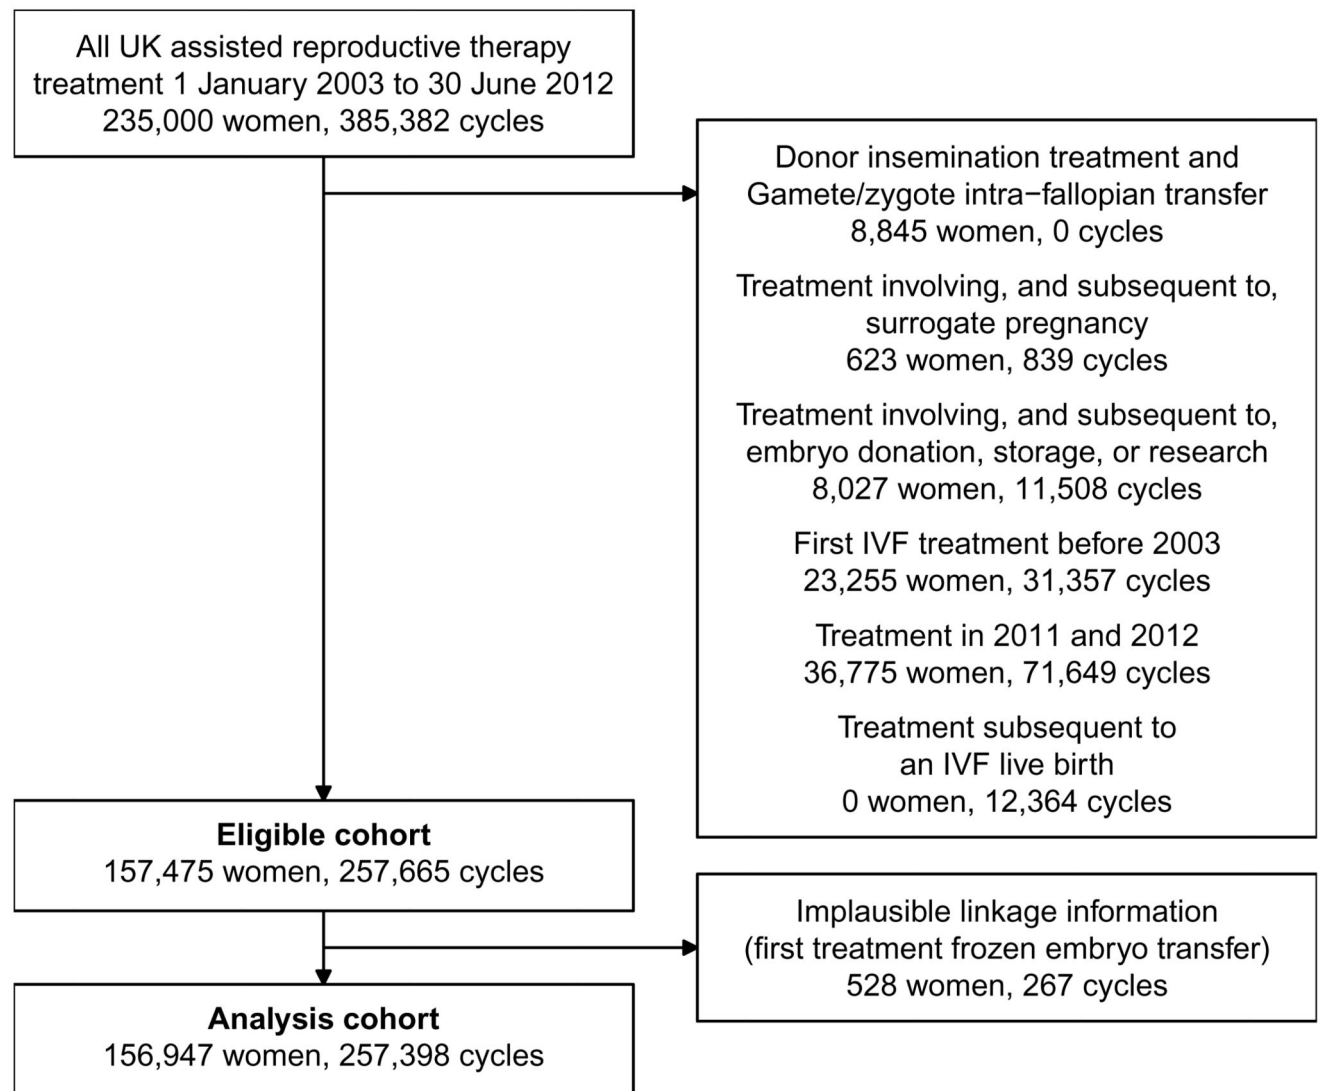 All UK assisted reproductive therapy
treatment 1 January 2003 to 30 June 2012
235,000 women, 385,382 cycles
Donor insemination treatment and
Gamete/zygote intra−fallopian transfer
8,845 women, 0 cycles
Treatment involving, and subsequent to,
surrogate pregnancy
623 women, 839 cycles
Treatment involving, and subsequent to,
embryo donation, storage, or research
8,027 women, 11,508 cycles
First IVF treatment before 2003
23,255 women, 31,357 cycles
Treatment in 2011 and 2012
36,775 women, 71,649 cycles
Treatment subsequent to
an IVF live birth
0 women, 12,364 cycles
Eligible cohort
157,475 women, 257,665 cycles
Implausible linkage information
(first treatment frozen embryo transfer)
528 women, 267 cycles
Analysis cohort
156,947 women, 257,398 cycles